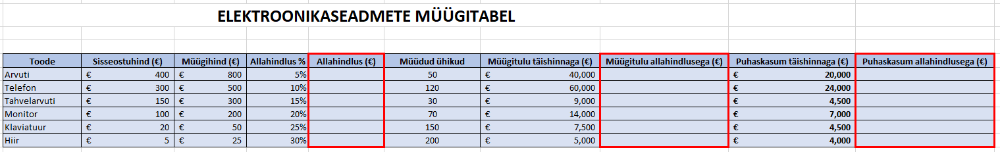 ELEKTROONIKASEADMETE MÜÜGITABEL
Toode Sisseostuhind (€) Müügihind (€) Allahindlus % Allahindlus (€) Müüdud ühikud Müügitulu täishinnaga (€) Müügitulu allahindlusega (€) Puhaskasum täishinnaga (€) Puhaskasum allahindlusega (€)
Arvuti € 400 € 800 5% 50 € 40,000 € 20,000
Telefon € 300 € 500 10% 120 € 60,000 € 24,000
Tahvelarvuti € 150 € 300 15% 30 € 9,000 € 4,500
Monitor € 100 € 200 20% 70 € 14,000 € 7,000
Klaviatuur € 20 € 50 25% 150 € 7,500 € 4,500
Hiir € 5 € 25 30% 200 € 5,000 € 4,000